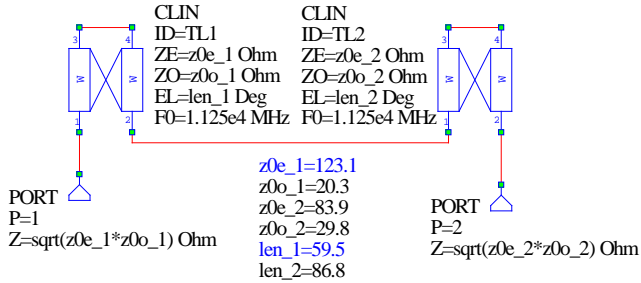 CLIN
ID=TL1
ZE=z0e_1 Ohm
ZO=z0o_1 Ohm
EL=len_1 Deg
F0=1.125e4 MHz
CLIN
ID=TL2
ZE=z0e_2 Ohm
ZO=z0o_2 Ohm
EL=len_2 Deg
F0=1.125e4 MHz
3
4
W
W
1
2
3
4
W
W
1
2
z0e_1=123.1
z0o_1=20.3
z0e_2=83.9
z0o_2=29.8
len_1=59.5
len_2=86.8
PORT
P=1
Z=sqrt(z0e_1*z0o_1) Ohm
PORT
P=2
Z=sqrt(z0e_2*z0o_2) Ohm